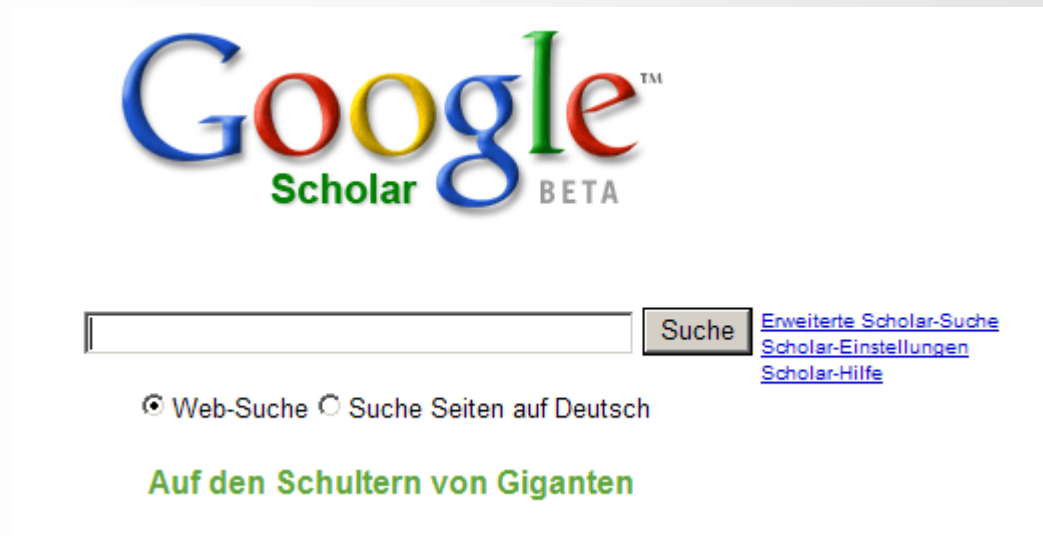 Google™
Scholar BETA
Suche
Erweiterte Scholar-Suche
Scholar-Einstellungen
Scholar-Hilfe
Web-Suche Suche Seiten auf Deutsch
Auf den Schultern von Giganten